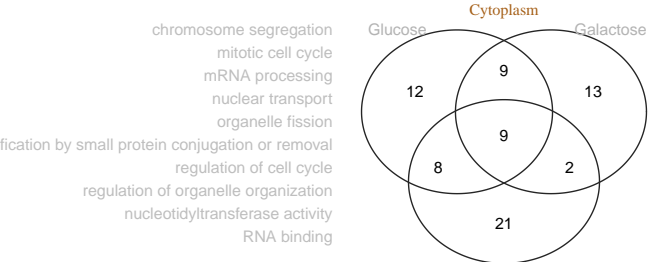 Cytoplasm
chromosome segregation
Glucose
Galactose
mitotic cell cycle
mRNA processing
9
nuclear transport
12
13
organelle fission
9
fication by small protein conjugation or removal
regulation of cell cycle
8
2
regulation of organelle organization
nucleotidyltransferase activity
21
RNA binding